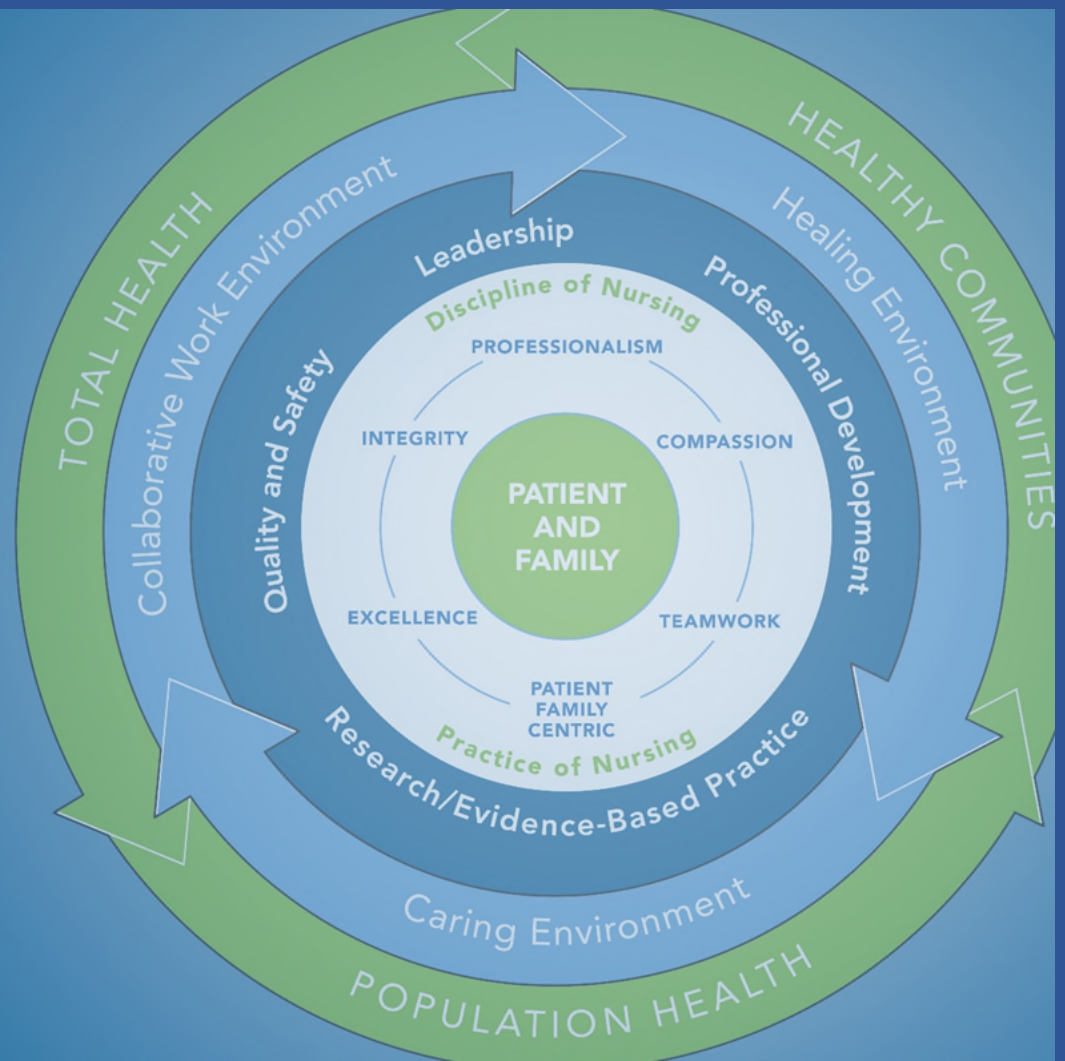 TOTAL HEALTH
HEALTHY COMMUNITIES
POPULATION HEALTH
Collaborative Work Environment
Healing Environment
Caring Environment
Leadership
Professional Development
Quality and Safety
Research/Evidence-Based Practice
Discipline of Nursing
PROFESSIONALISM
INTEGRITY
COMPASSION
PATIENT
AND
FAMILY
EXCELLENCE
TEAMWORK
PATIENT
FAMILY
CENTRIC
Practice of Nursing